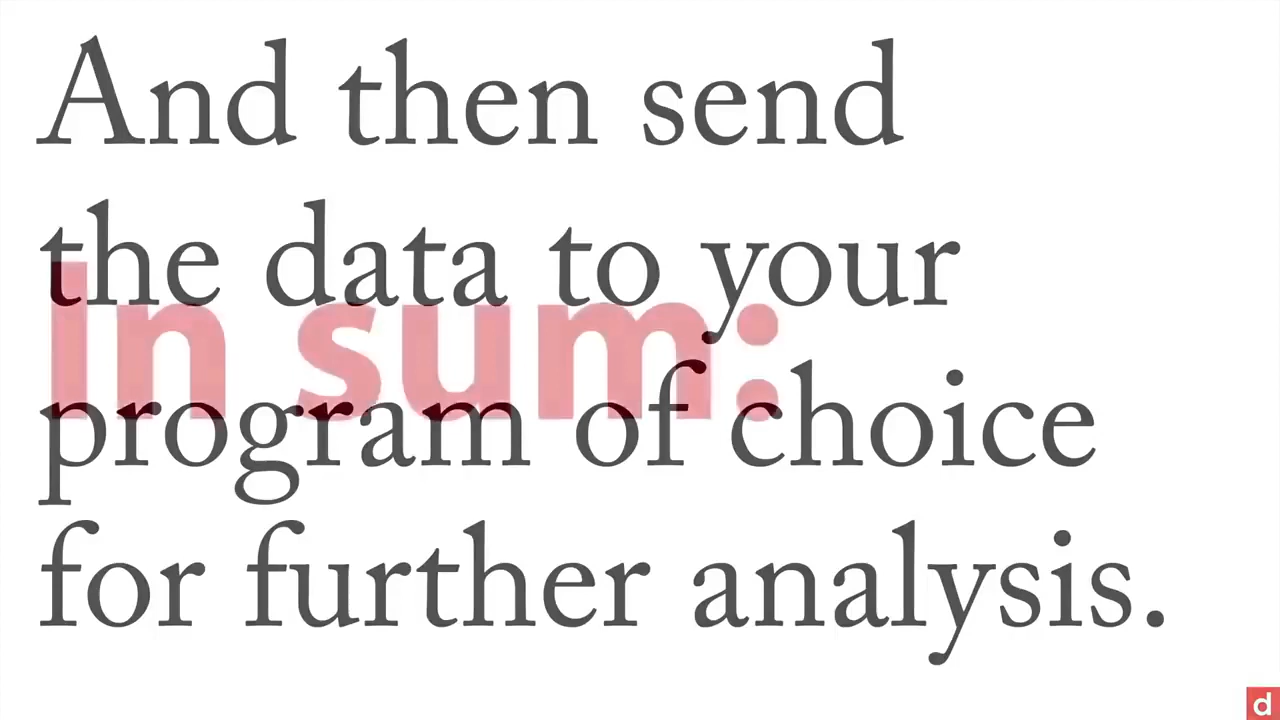 And then send
the data to your
In sum:
program of choice
for further analysis.
d